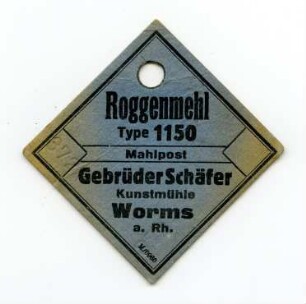 Roggenmehl
Type 1150
Mahlpost
Gebrüder Schäfer
Kunstmühle
Worms
a. Rh.